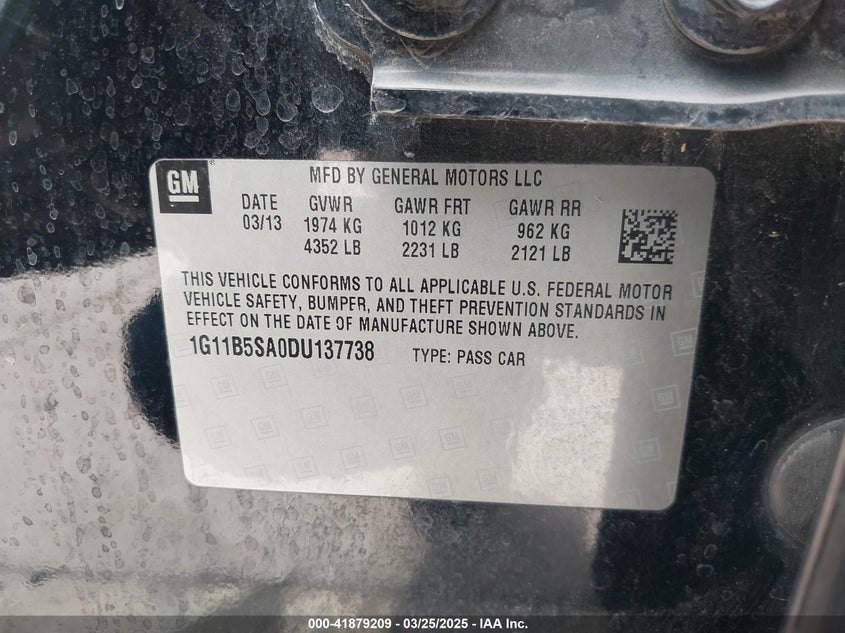 GM
MFD BY GENERAL MOTORS LLC
DATE GVWR GAWR FRT GAWR RR
03/13 1974 KG 1012 KG 962 KG
4352 LB 2231 LB 2121 LB
THIS VEHICLE CONFORMS TO ALL APPLICABLE U.S. FEDERAL MOTOR
VEHICLE SAFETY, BUMPER, AND THEFT PREVENTION STANDARDS IN
EFFECT ON THE DATE OF MANUFACTURE SHOWN ABOVE.
1G11B5SA0DU137738 TYPE: PASS CAR
000-41879209 - 03/25/2025 - IAA Inc.